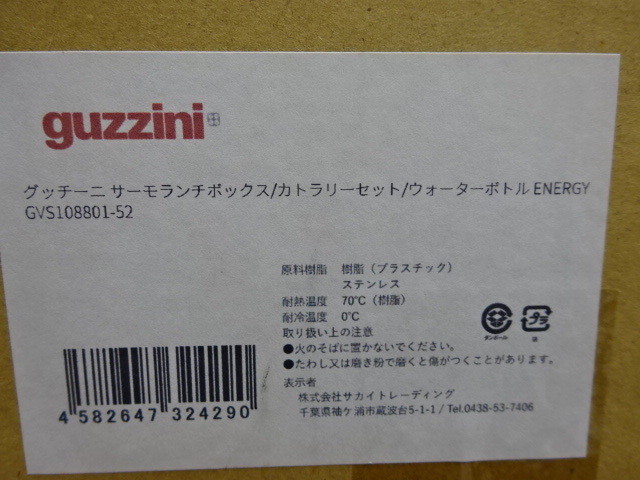 guzzini
グッチーニ サーモランチボックス/カトラリーセット/ウォーターボトル ENERGY
GVS108801-52
原料樹脂 樹脂（プラスチック）
ステンレス
耐熱温度 70℃（樹脂）
耐冷温度 0℃
取り扱い上の注意
●火のそばに置かないでください。
●たわし又は磨き粉で磨くと傷がつくことがあります。
表示者
株式会社サカイトレーディング
千葉県袖ケ浦市蔵波台5-1-1 / Tel.0438-53-7406
ダンボール
プラ
4 582647 324290